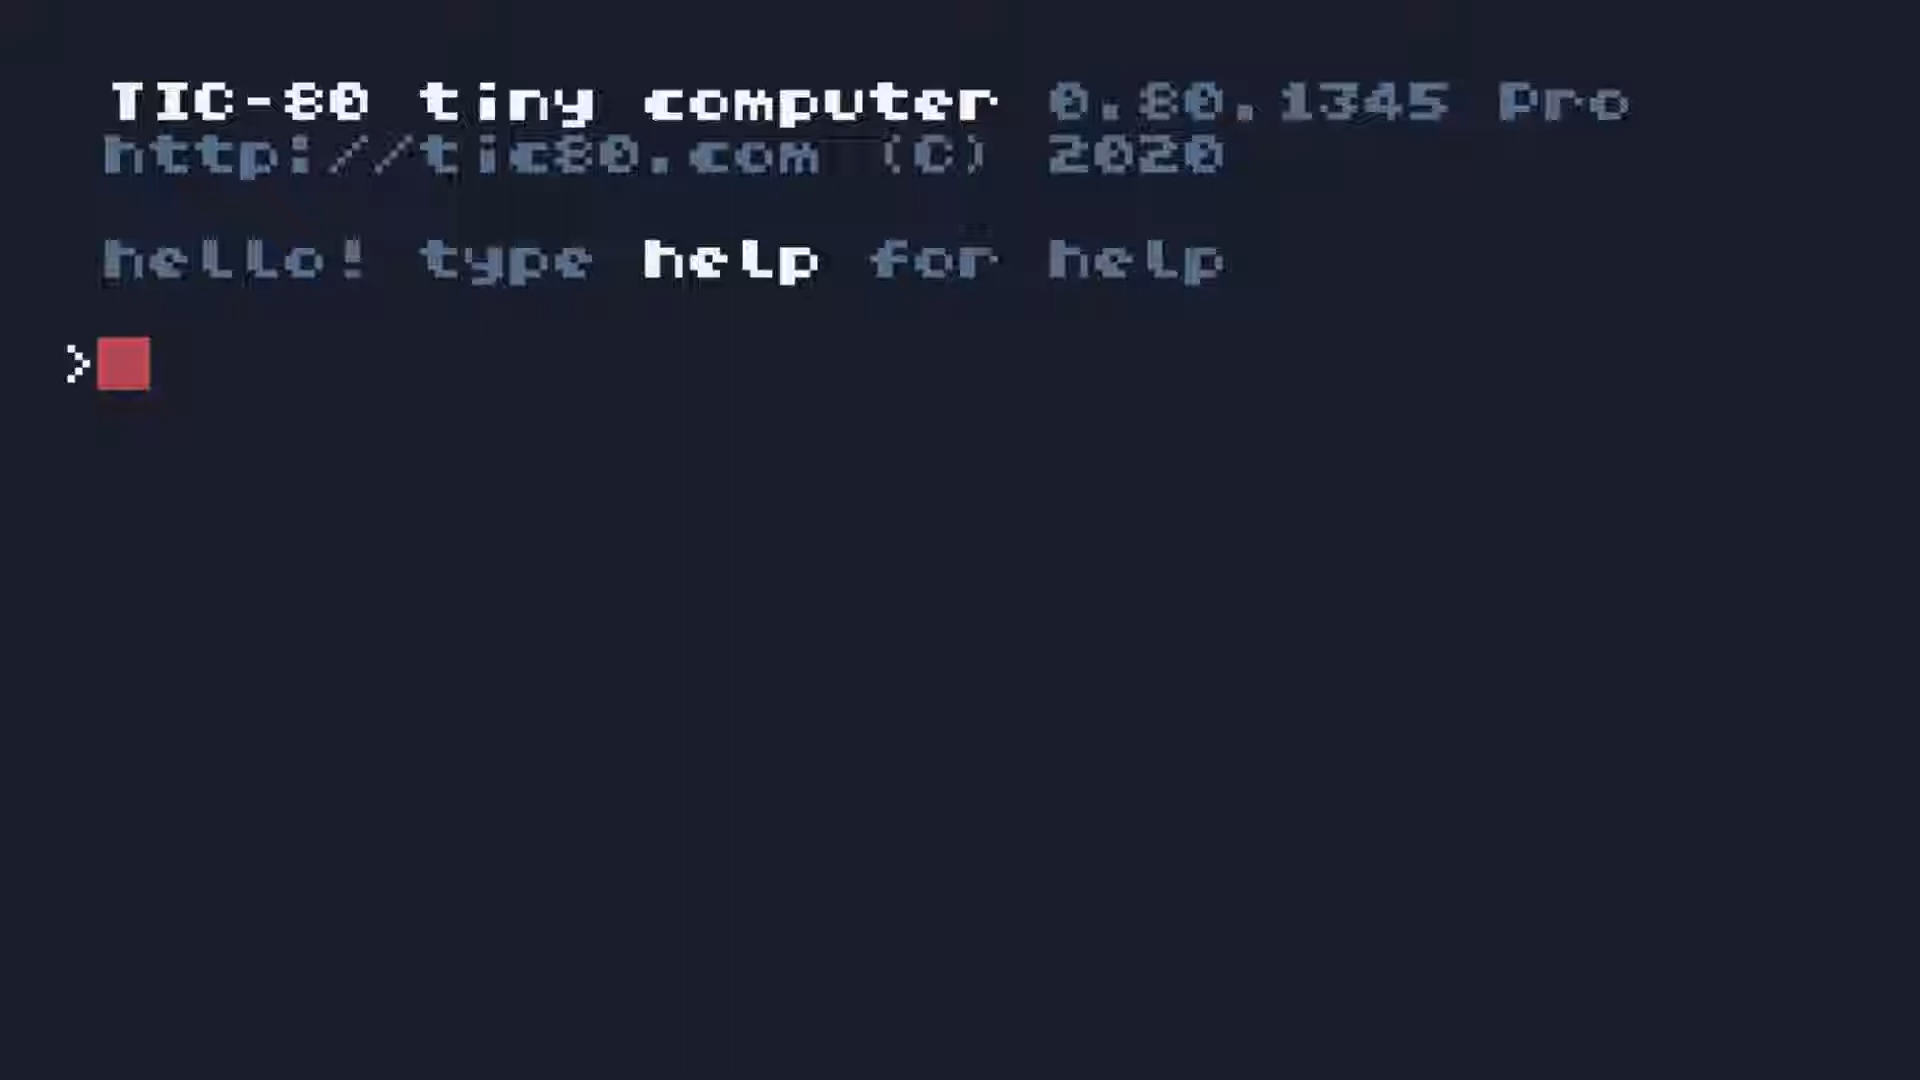 TIC-80 tiny computer 0.80.1345 Pro
http://tic80.com (C) 2020
hello! type help for help
>